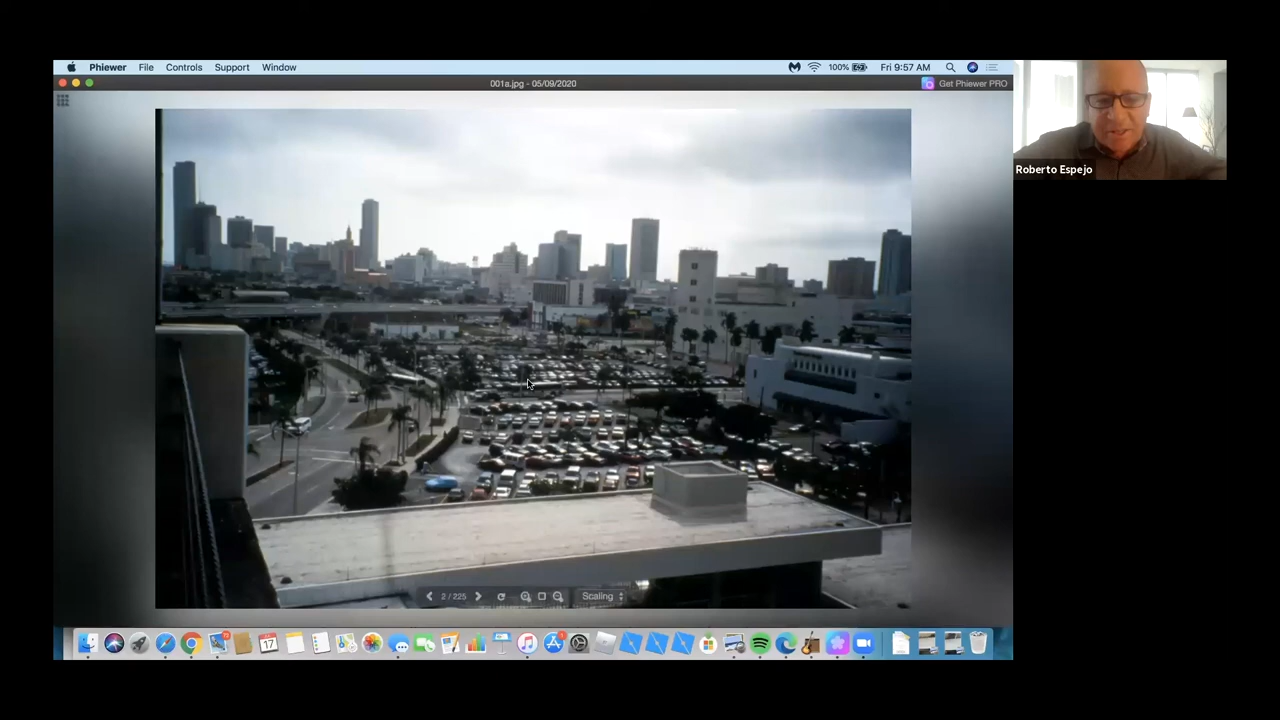 Phiewer File Controls Support Window 100% Fri 9:57 AM
001a.jpg - 05/09/2020
Get Phiewer PRO
Roberto Espejo
2 / 225 Scaling
17